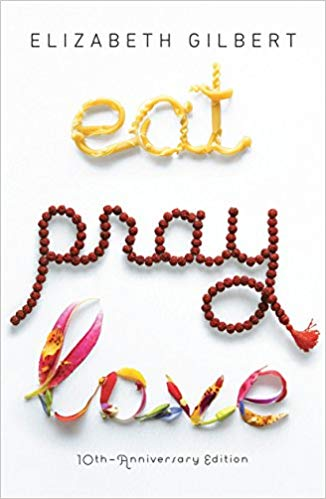 ELIZABETH GILBERT
eat
pray
love
10th-Anniversary Edition